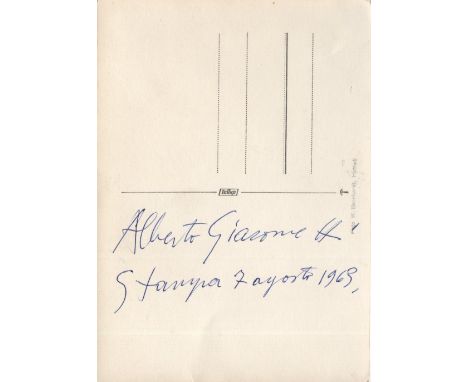 Alberto Giacometti
Stampa 7 agosto 1963,